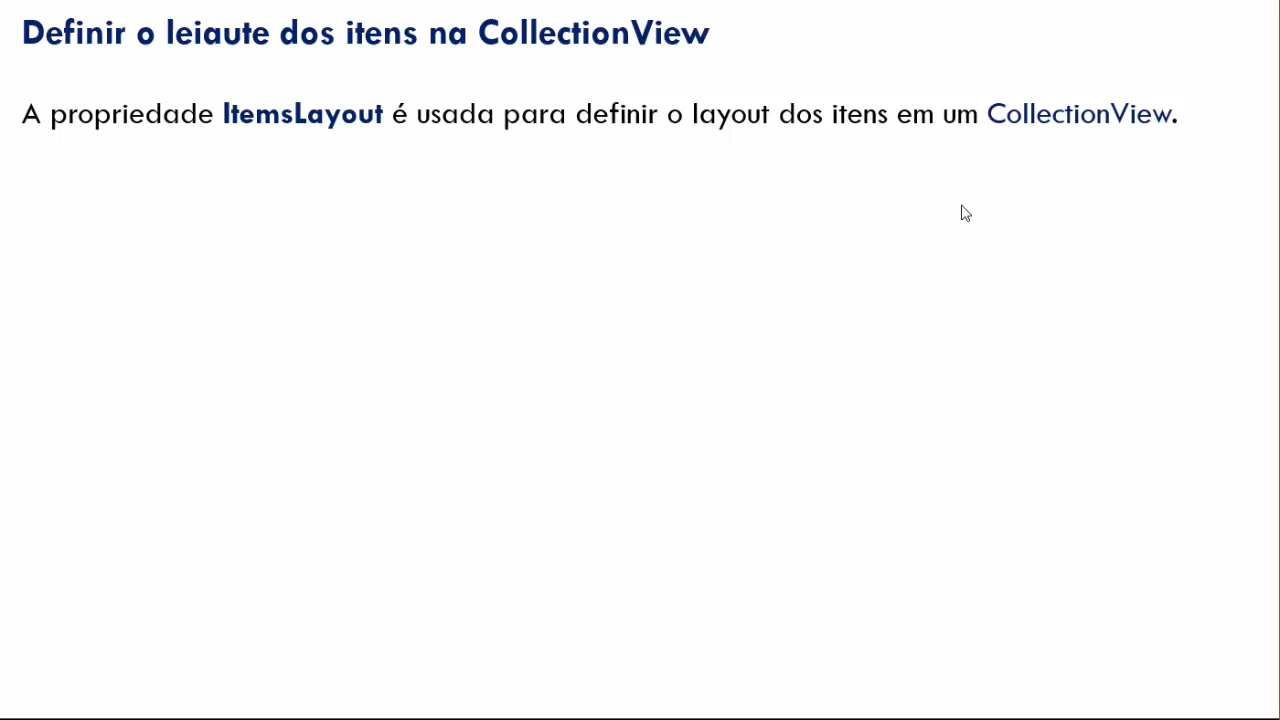 Definir o leiaute dos itens na CollectionView
A propriedade ItemsLayout é usada para definir o layout dos itens em um CollectionView.